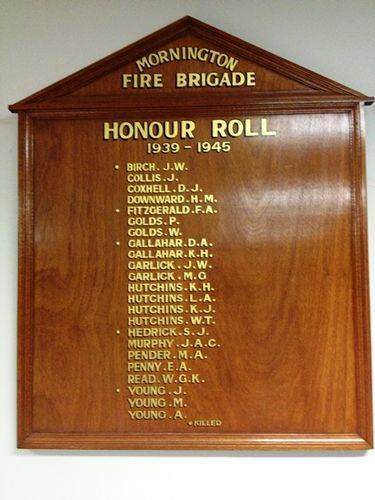 MORNINGTON
FIRE BRIGADE
HONOUR ROLL
1939 - 1945
• BIRCH. J.W.
COLLIS. J.
COXHELL. D. J.
DOWNWARD. H. M.
• FITZGERALD. F.A.
GOLDS. P.
GOLDS. W.
• GALLAHAR. D.A.
GALLAHAR. K.H.
GARLICK. J.W.
GARLICK. M.G
HUTCHINS. K.H.
HUTCHINS. L.A.
HUTCHINS. K.J.
HUTCHINS. W.T.
• HEDRICK. S. J.
MURPHY. J.A.C.
PENDER. M.A.
PENNY. E.A.
READ. W.G.K.
• YOUNG. J.
YOUNG. M.
YOUNG. A.
• KILLED